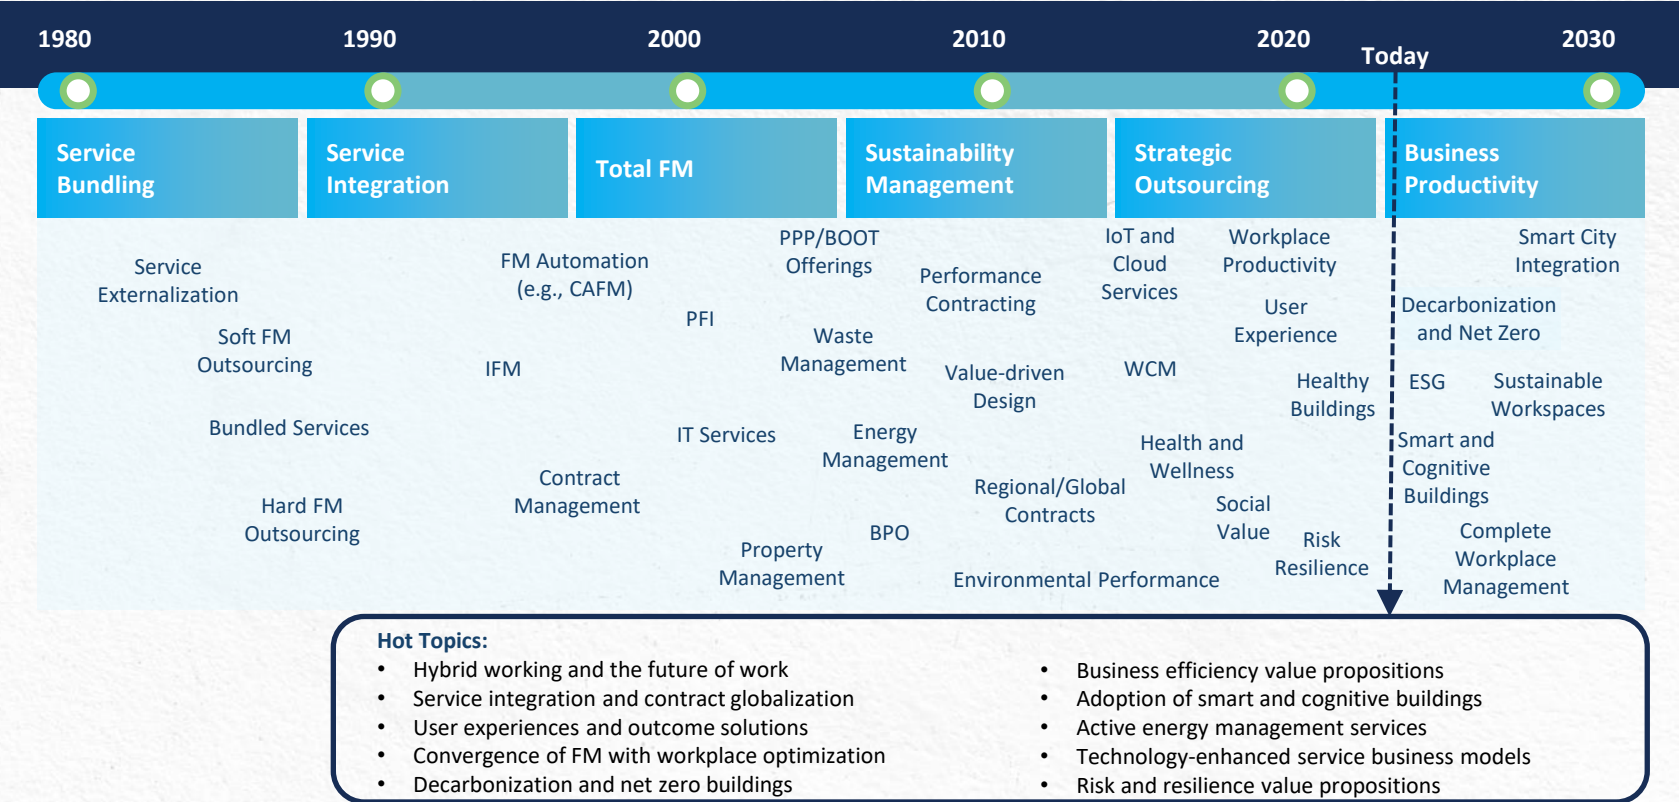 1980
1990
2000
2010
2020
Today
2030
Service
Bundling
Service
Integration
Total FM
Sustainability
Management
Strategic
Outsourcing
Business
Productivity
Service
Externalization
Soft FM
Outsourcing
Bundled Services
Hard FM
Outsourcing
FM Automation
(e.g., CAFM)
IFM
Contract
Management
PFI
IT Services
Property
Management
PPP/BOOT
Offerings
Waste
Management
Energy
Management
BPO
Performance
Contracting
Value-driven
Design
Regional/Global
Contracts
Environmental Performance
IoT and
Cloud
Services
WCM
Health and
Wellness
Social
Value
Workplace
Productivity
User
Experience
Healthy
Buildings
Risk
Resilience
Smart City
Integration
Decarbonization
and Net Zero
ESG
Sustainable
Workspaces
Smart and
Cognitive
Buildings
Complete
Workplace
Management
Hot Topics:
• Hybrid working and the future of work
• Service integration and contract globalization
• User experiences and outcome solutions
• Convergence of FM with workplace optimization
• Decarbonization and net zero buildings
• Business efficiency value propositions
• Adoption of smart and cognitive buildings
• Active energy management services
• Technology-enhanced service business models
• Risk and resilience value propositions